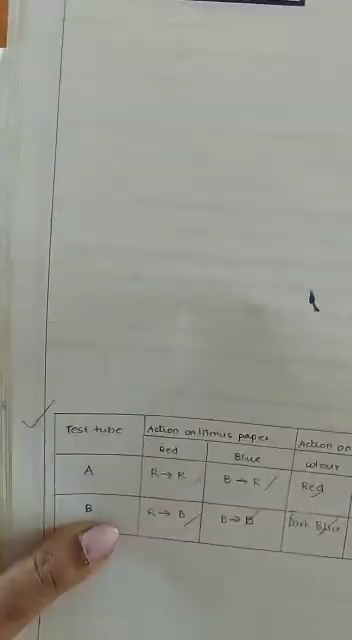 Test tube Action on litmus paper Action on
Red Blue colour
A R → R B → R Red
B R → B B → B Dark Blue